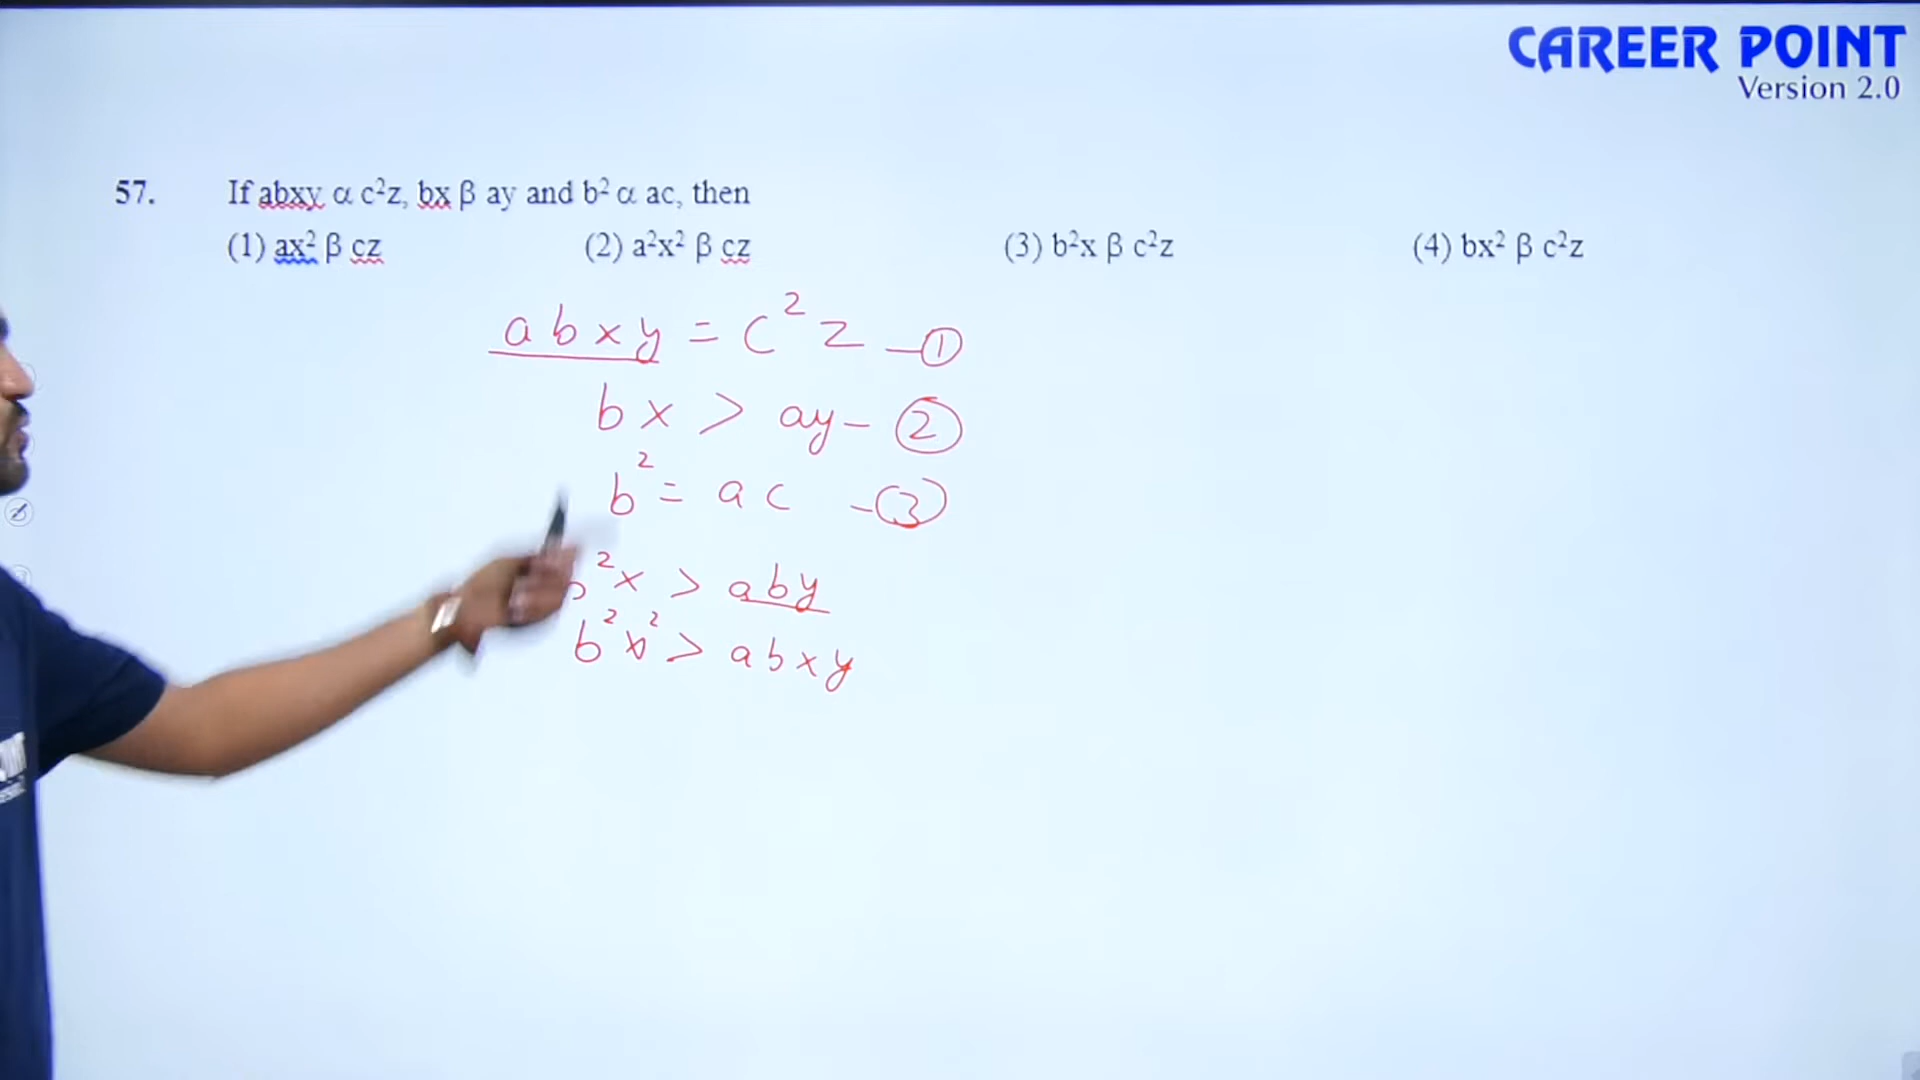 CAREER POINT
Version 2.0
57. If abxy α c²z, bx β ay and b² α ac, then
(1) ax² β cz (2) a²x² β cz (3) b²x β c²z (4) bx² β c²z
abxy = c²z - ①
bx > ay - ②
b² = ac - ③
b²x > aby
b²x² > abxy